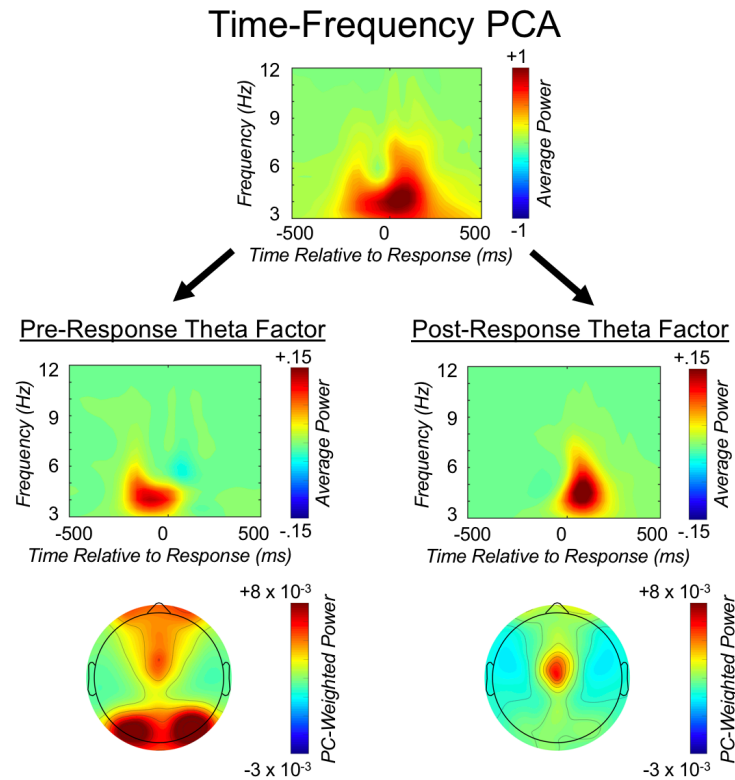 Time-Frequency PCA
+1
12
9
6
3
Frequency (Hz)
Average Power
-1
-500 0 500
Time Relative to Response (ms)
Pre-Response Theta Factor
+.15
12
9
6
3
Frequency (Hz)
Average Power
-.15
-500 0 500
Time Relative to Response (ms)
+8 x 10-3
PC-Weighted Power
-3 x 10-3
Post-Response Theta Factor
+.15
12
9
6
3
Frequency (Hz)
Average Power
-.15
-500 0 500
Time Relative to Response (ms)
+8 x 10-3
PC-Weighted Power
-3 x 10-3